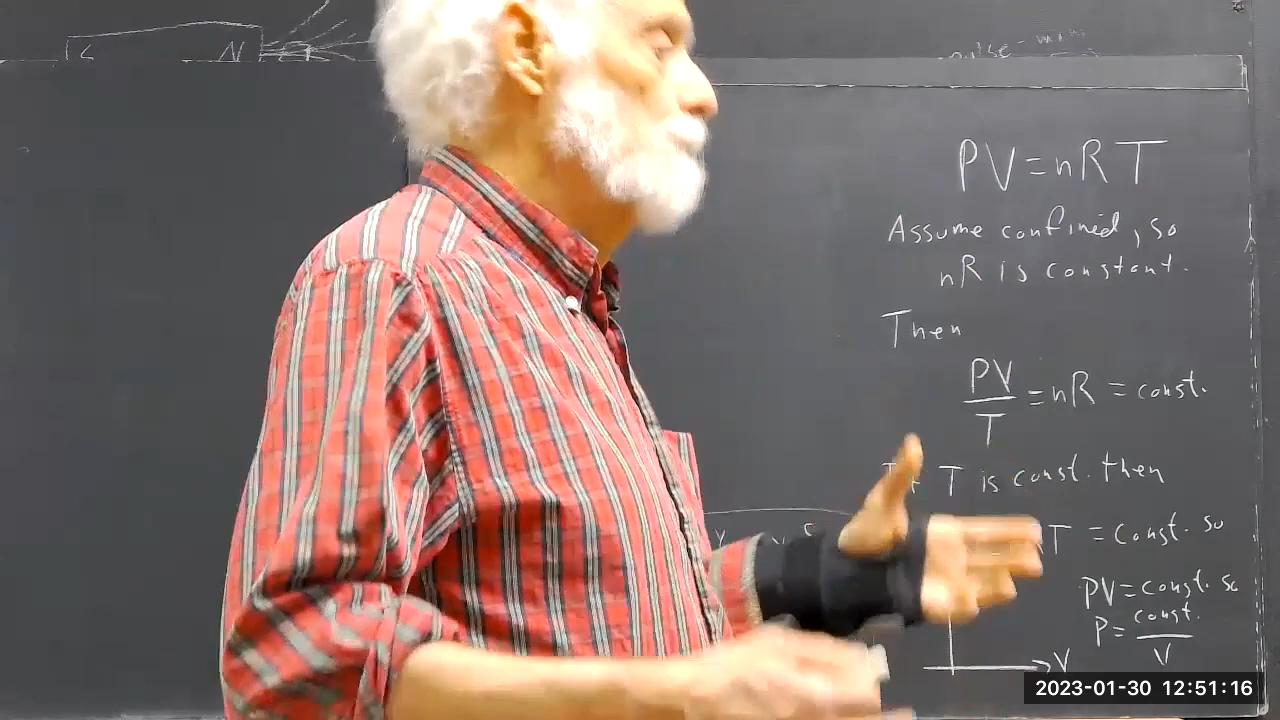 N
PV=nRT
Assume confined, so
nR is constant.
Then
PV/T = nR = const.
T is const. then
T = const. so
PV = const. so
P = const./V
V
2023-01-30 12:51:16